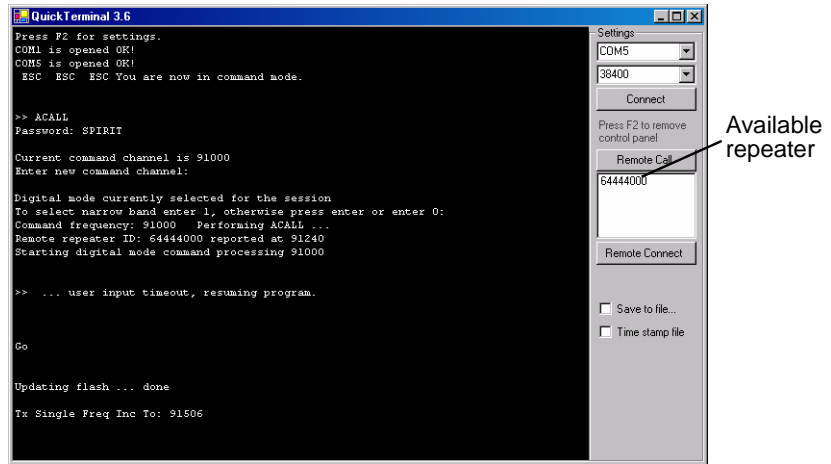 QuickTerminal 3.6
Press F2 for settings.
COM1 is opened OK!
COM5 is opened OK!
ESC ESC ESC You are now in command mode.
>> ACALL
Password: SPIRIT
Current command channel is 91000
Enter new command channel:
Digital mode currently selected for the session
To select narrow band enter 1, otherwise press enter or enter 0:
Command frequency: 91000 Performing ACALL ...
Remote repeater ID: 64444000 reported at 91240
Starting digital mode command processing 91000
>> ... user input timeout, resuming program.
Go
Updating flash ... done
Tx Single Freq Inc To: 91506
Settings
COM5
38400
Connect
Press F2 to remove
control panel
Remote Call
64444000
Remote Connect
Save to file...
Time stamp file
Available
repeater